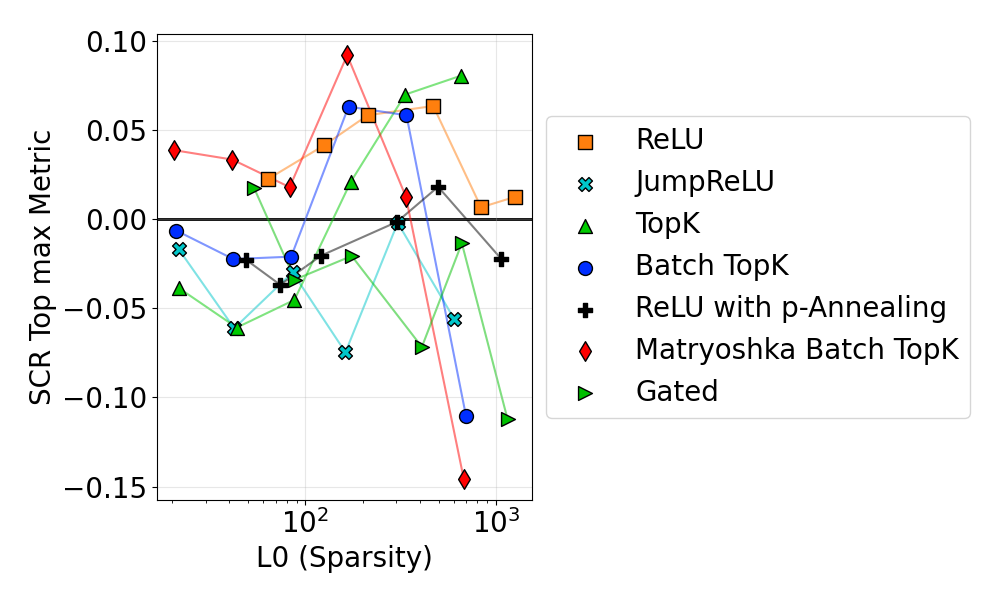 0.10
0.05
0.00
−0.05
−0.10
−0.15
SCR Top max Metric
10² 10³
L0 (Sparsity)
ReLU
JumpReLU
TopK
Batch TopK
ReLU with p-Annealing
Matryoshka Batch TopK
Gated